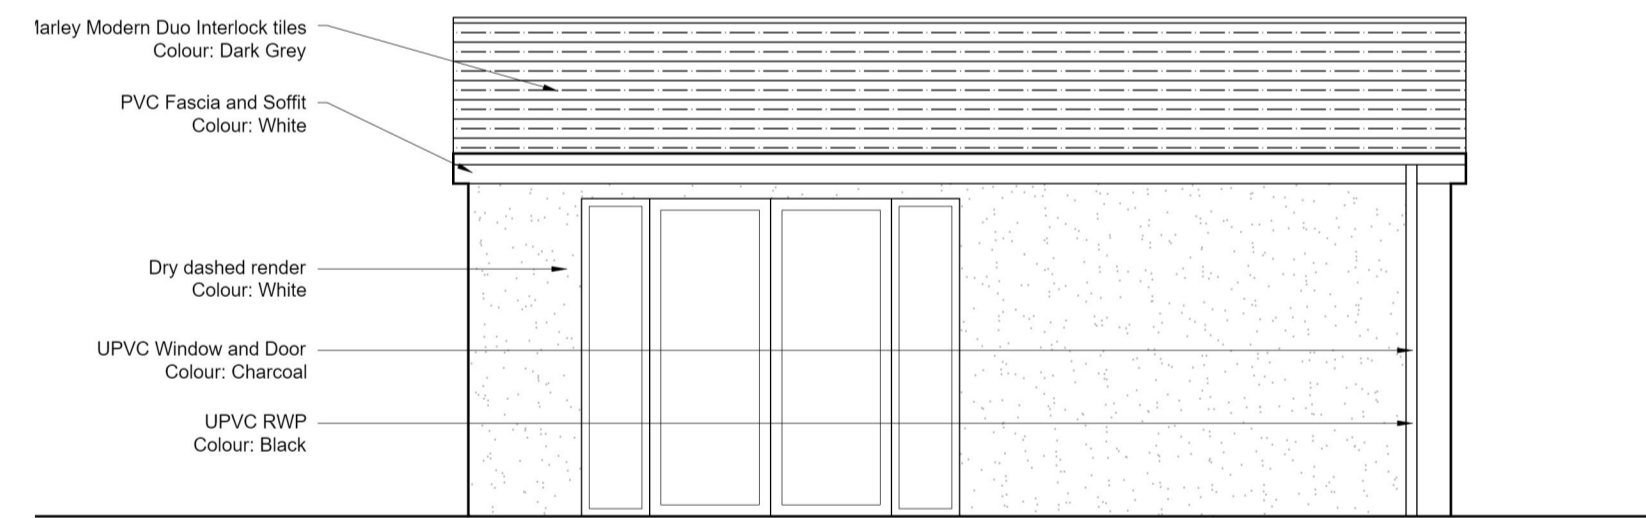 Modern Duo Interlock tiles
Colour: Dark Grey
PVC Fascia and Soffit
Colour: White
Dry dashed render
Colour: White
UPVC Window and Door
Colour: Charcoal
UPVC RWP
Colour: Black